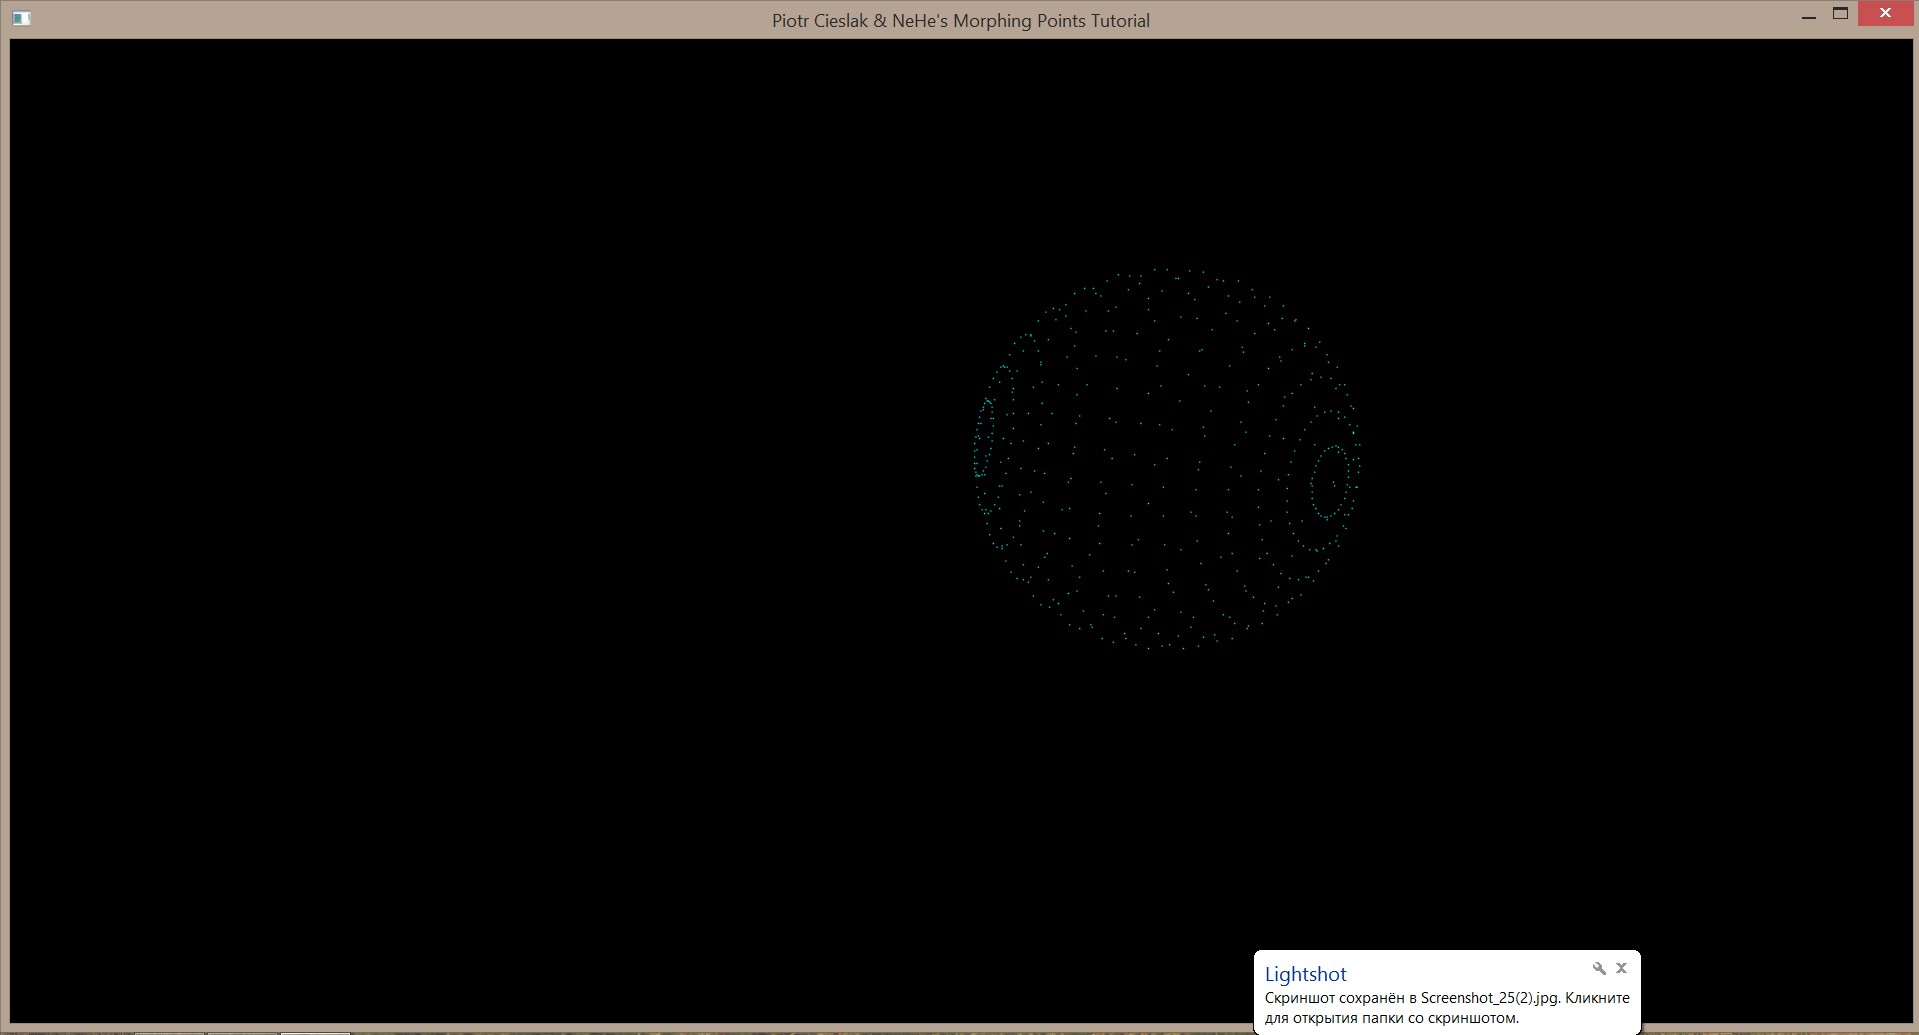 Piotr Cieslak & NeHe's Morphing Points Tutorial
Lightshot
Скриншот сохранён в Screenshot_25(2).jpg. Кликните
для открытия папки со скриншотом.